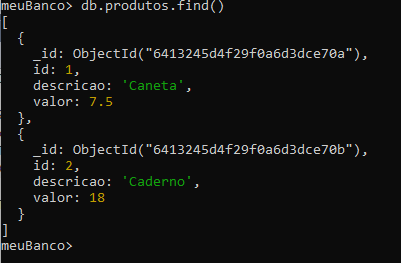 meuBanco> db.produtos.find()
[
  {
    _id: ObjectId("6413245d4f29f0a6d3dce70a"),
    id: 1,
    descricao: 'Caneta',
    valor: 7.5
  },
  {
    _id: ObjectId("6413245d4f29f0a6d3dce70b"),
    id: 2,
    descricao: 'Caderno',
    valor: 18
  }
]
meuBanco>